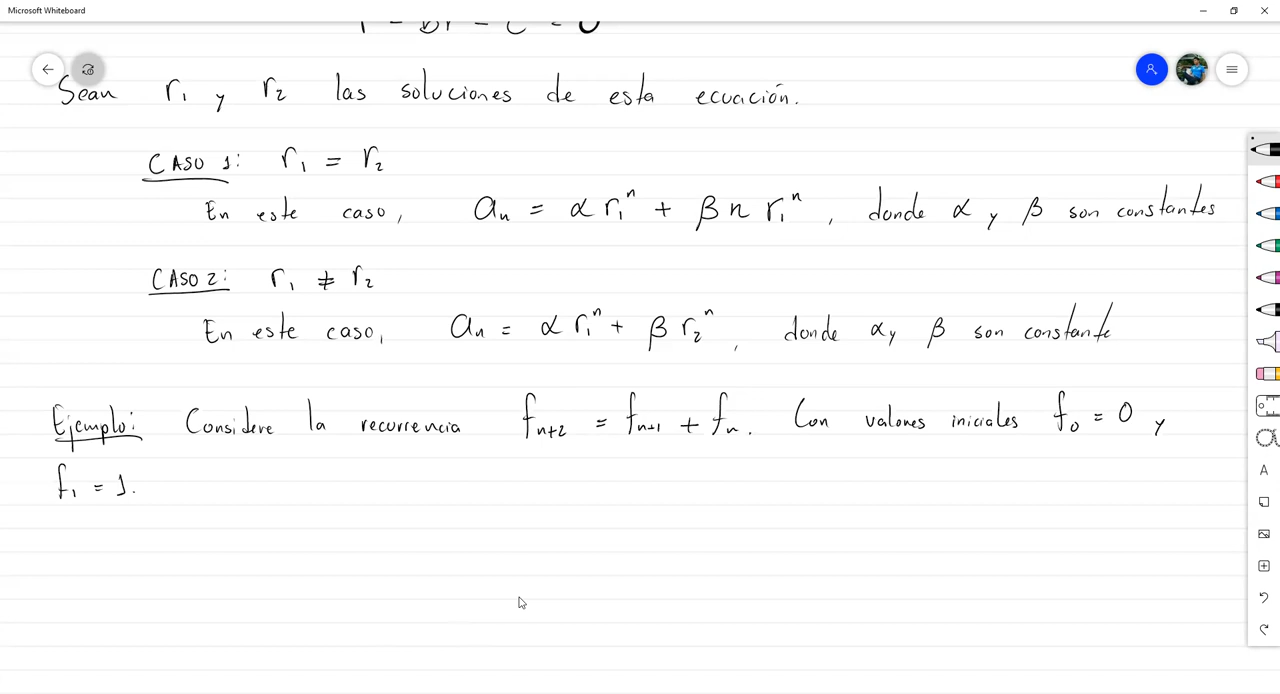 Microsoft Whiteboard
Sean r₁ y r₂ las soluciones de esta ecuación.
CASO 1: r₁ = r₂
En este caso, aₙ = α r₁ⁿ + β n r₁ⁿ, donde α y β son constantes
CASO 2: r₁ ≠ r₂
En este caso, aₙ = α r₁ⁿ + β r₂ⁿ, donde α y β son constante
Ejemplo: Considere la recurrencia fₙ₊₂ = fₙ₊₁ + fₙ. Con valores iniciales f₀ = 0 y
f₁ = 1.
A